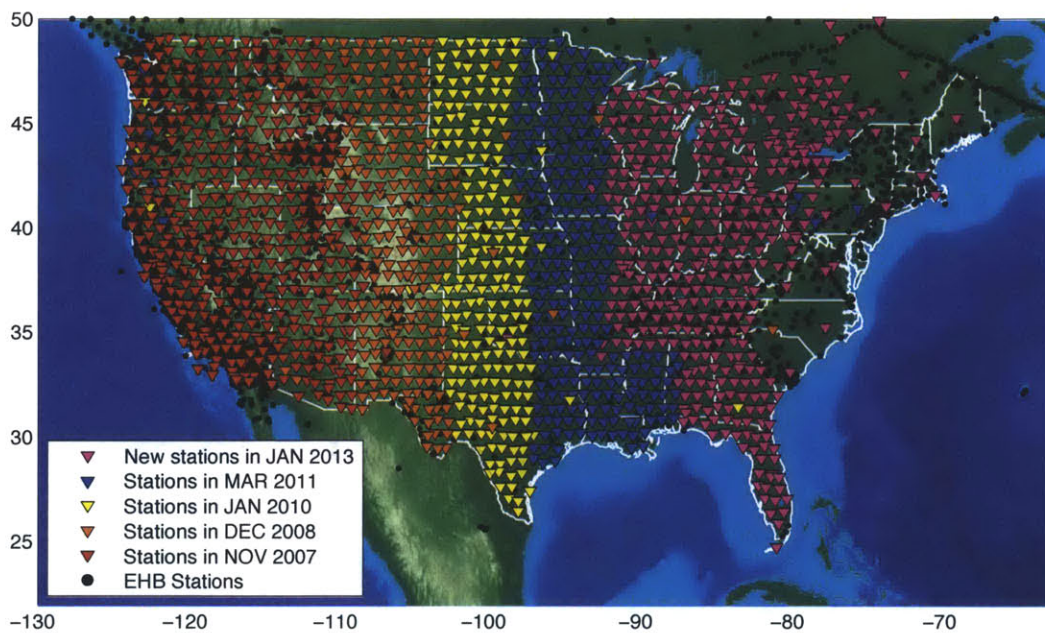 50
45
40
35
30
25
New stations in JAN 2013
Stations in MAR 2011
Stations in JAN 2010
Stations in DEC 2008
Stations in NOV 2007
EHB Stations
−130 −120 −110 −100 −90 −80 −70